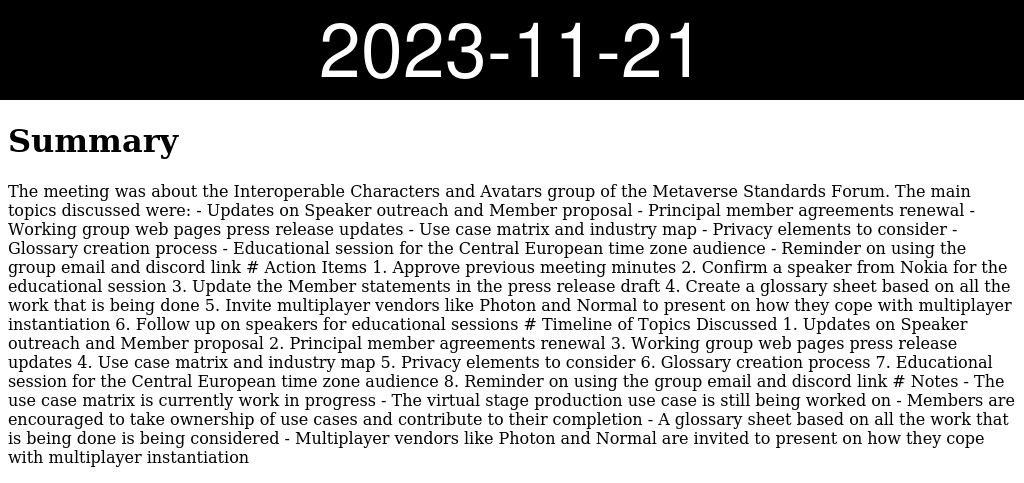 2023-11-21
Summary
The meeting was about the Interoperable Characters and Avatars group of the Metaverse Standards Forum. The main
topics discussed were: - Updates on Speaker outreach and Member proposal - Principal member agreements renewal -
Working group web pages press release updates - Use case matrix and industry map - Privacy elements to consider -
Glossary creation process - Educational session for the Central European time zone audience - Reminder on using the
group email and discord link # Action Items 1. Approve previous meeting minutes 2. Confirm a speaker from Nokia for the
educational session 3. Update the Member statements in the press release draft 4. Create a glossary sheet based on all the
work that is being done 5. Invite multiplayer vendors like Photon and Normal to present on how they cope with multiplayer
instantiation 6. Follow up on speakers for educational sessions # Timeline of Topics Discussed 1. Updates on Speaker
outreach and Member proposal 2. Principal member agreements renewal 3. Working group web pages press release
updates 4. Use case matrix and industry map 5. Privacy elements to consider 6. Glossary creation process 7. Educational
session for the Central European time zone audience 8. Reminder on using the group email and discord link # Notes - The
use case matrix is currently work in progress - The virtual stage production use case is still being worked on - Members are
encouraged to take ownership of use cases and contribute to their completion - A glossary sheet based on all the work that
is being done is being considered - Multiplayer vendors like Photon and Normal are invited to present on how they cope
with multiplayer instantiation